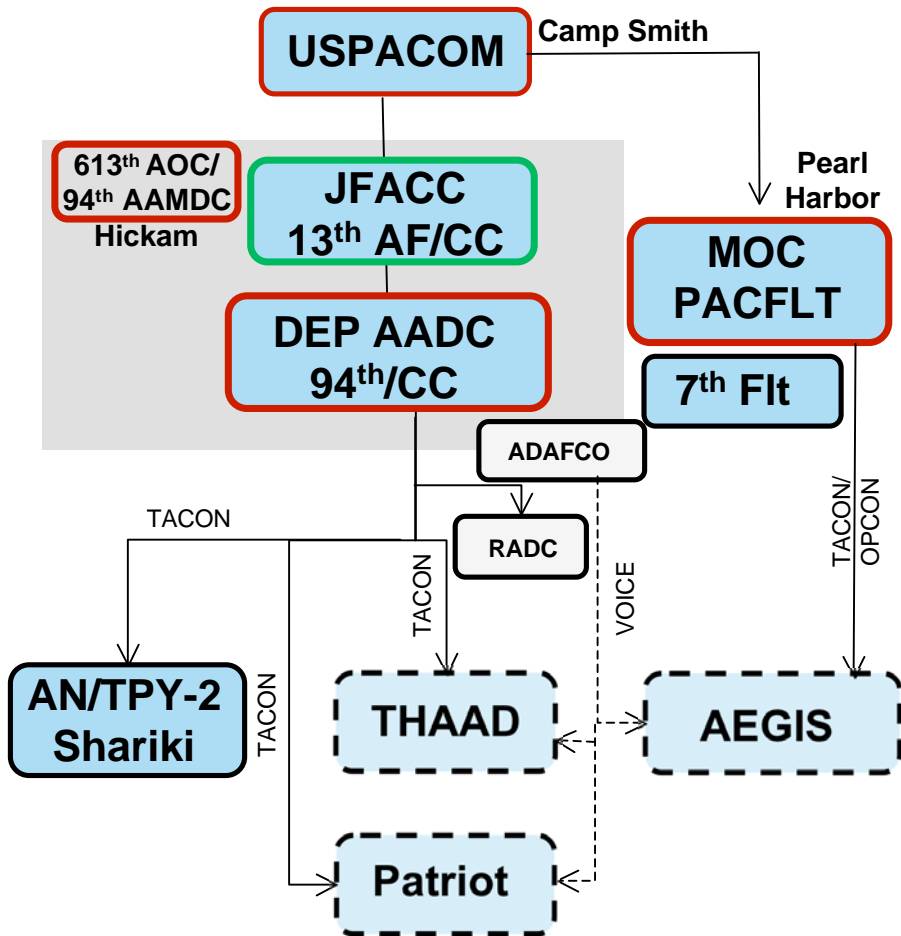 USPACOM
Camp Smith
613th AOC/
94th AAMDC
Hickam
JFACC
13th AF/CC
Pearl
Harbor
MOC
PACFLT
DEP AADC
94th/CC
7th Flt
ADAFCO
RADC
TACON
TACON
TACON
VOICE
TACON/
OPCON
AN/TPY-2
Shariki
THAAD
AEGIS
Patriot